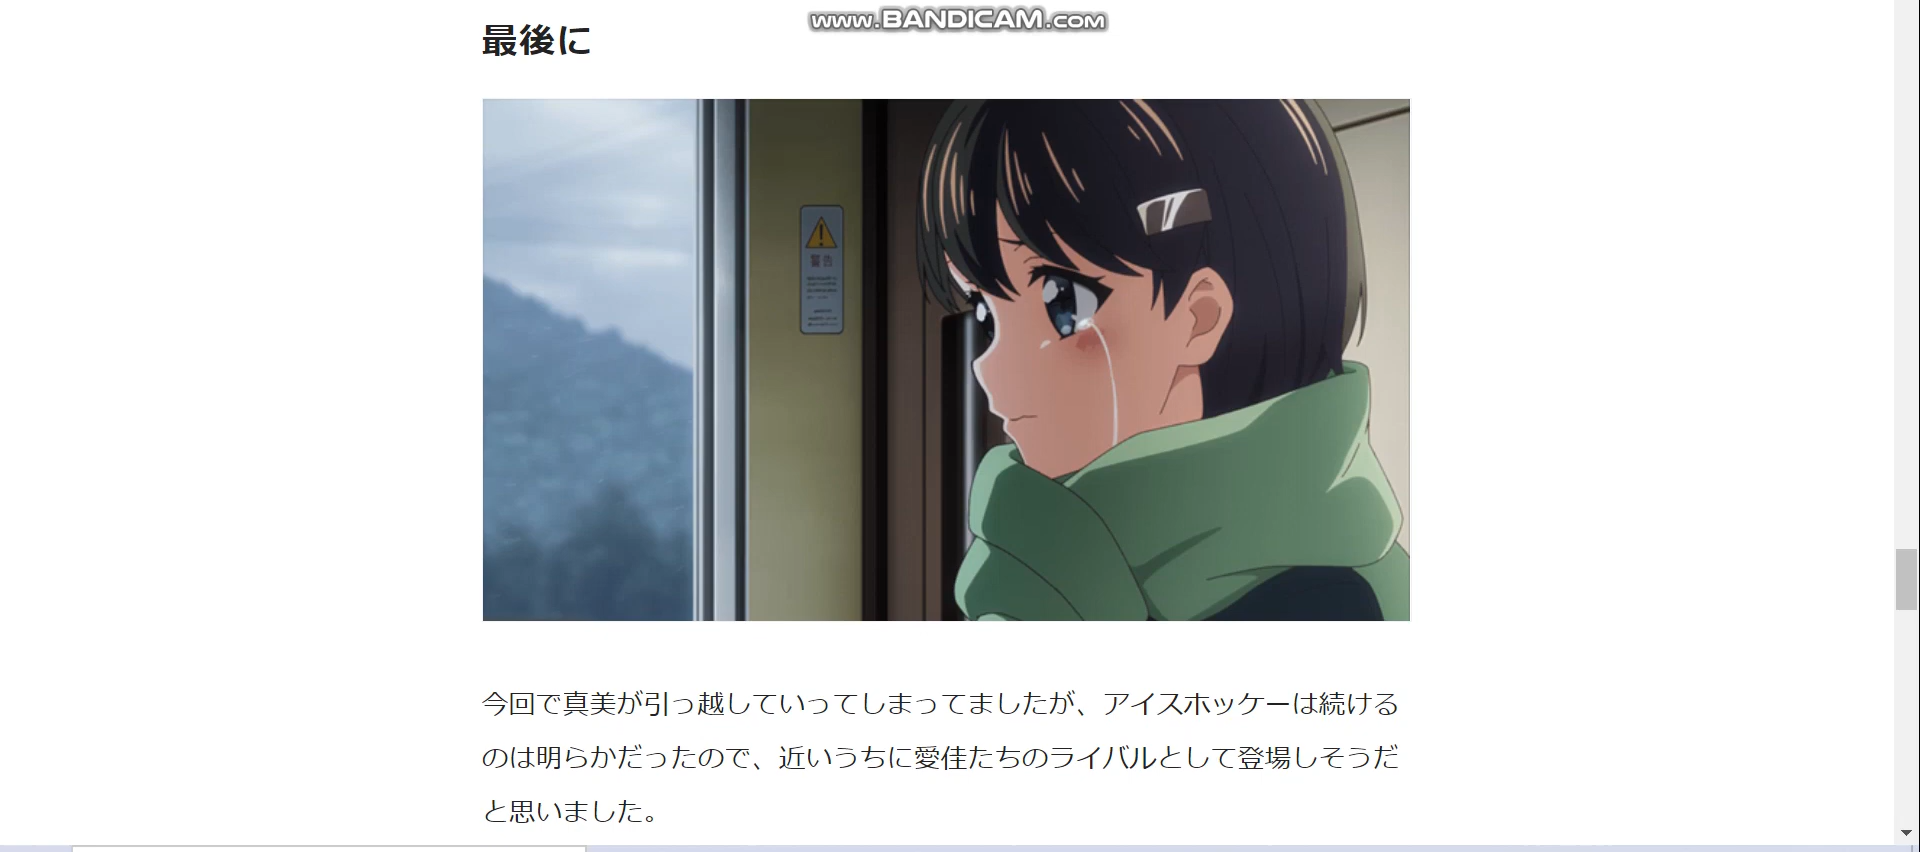 www.BANDICAM.com
最後に
警告
今回で真美が引っ越していってしまってましたが、アイスホッケーは続ける
のは明らかだったので、近いうちに愛佳たちのライバルとして登場しそうだ
と思いました。